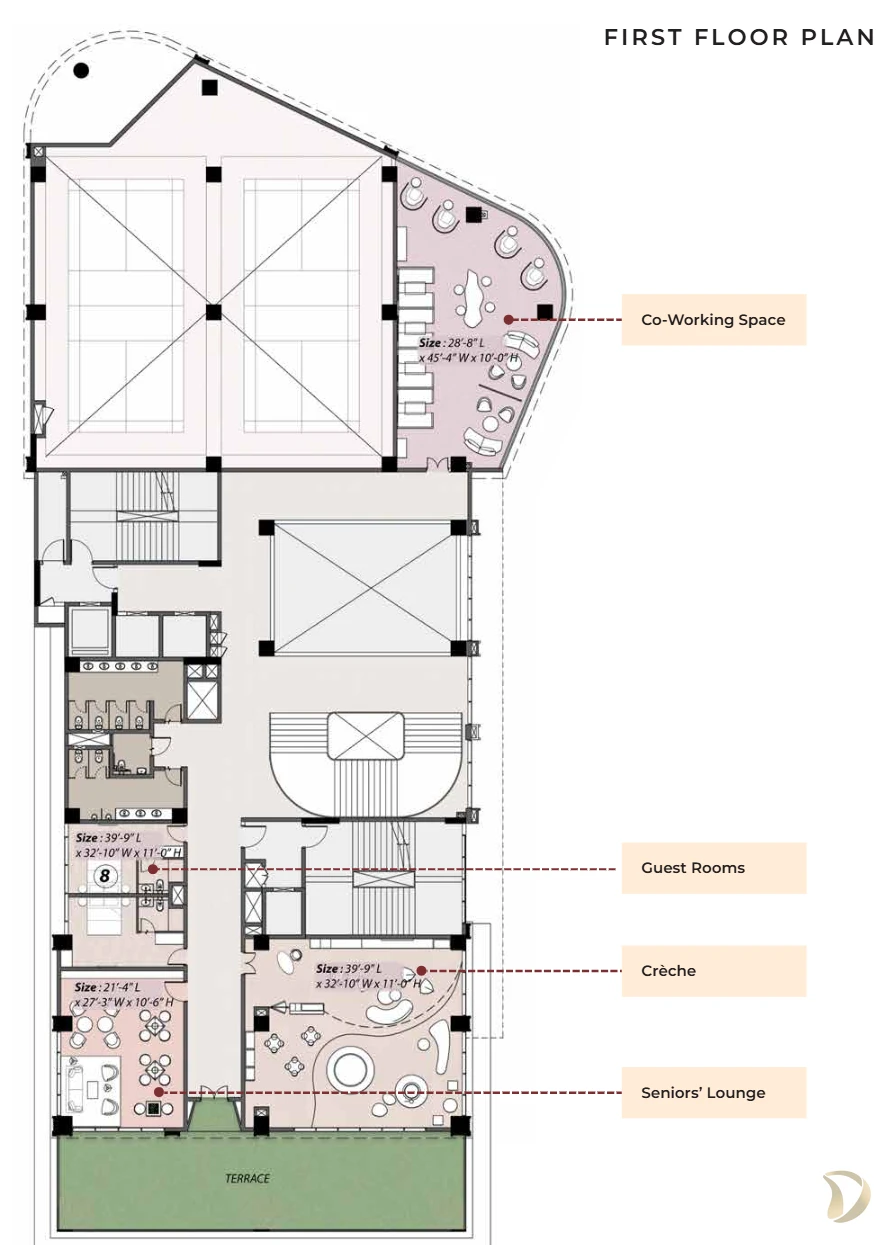 FIRST FLOOR PLAN
Size : 28'-8" L
x 45'-4" W x 10'-0" H
Co-Working Space
Size : 39'-9" L
x 32'-10" W x 11'-0" H
8
Guest Rooms
Size : 39'-9" L
x 32'-10" W x 11'-0" H
Crèche
Size : 21'-4" L
x 27'-3" W x 10'-6" H
Seniors' Lounge
TERRACE